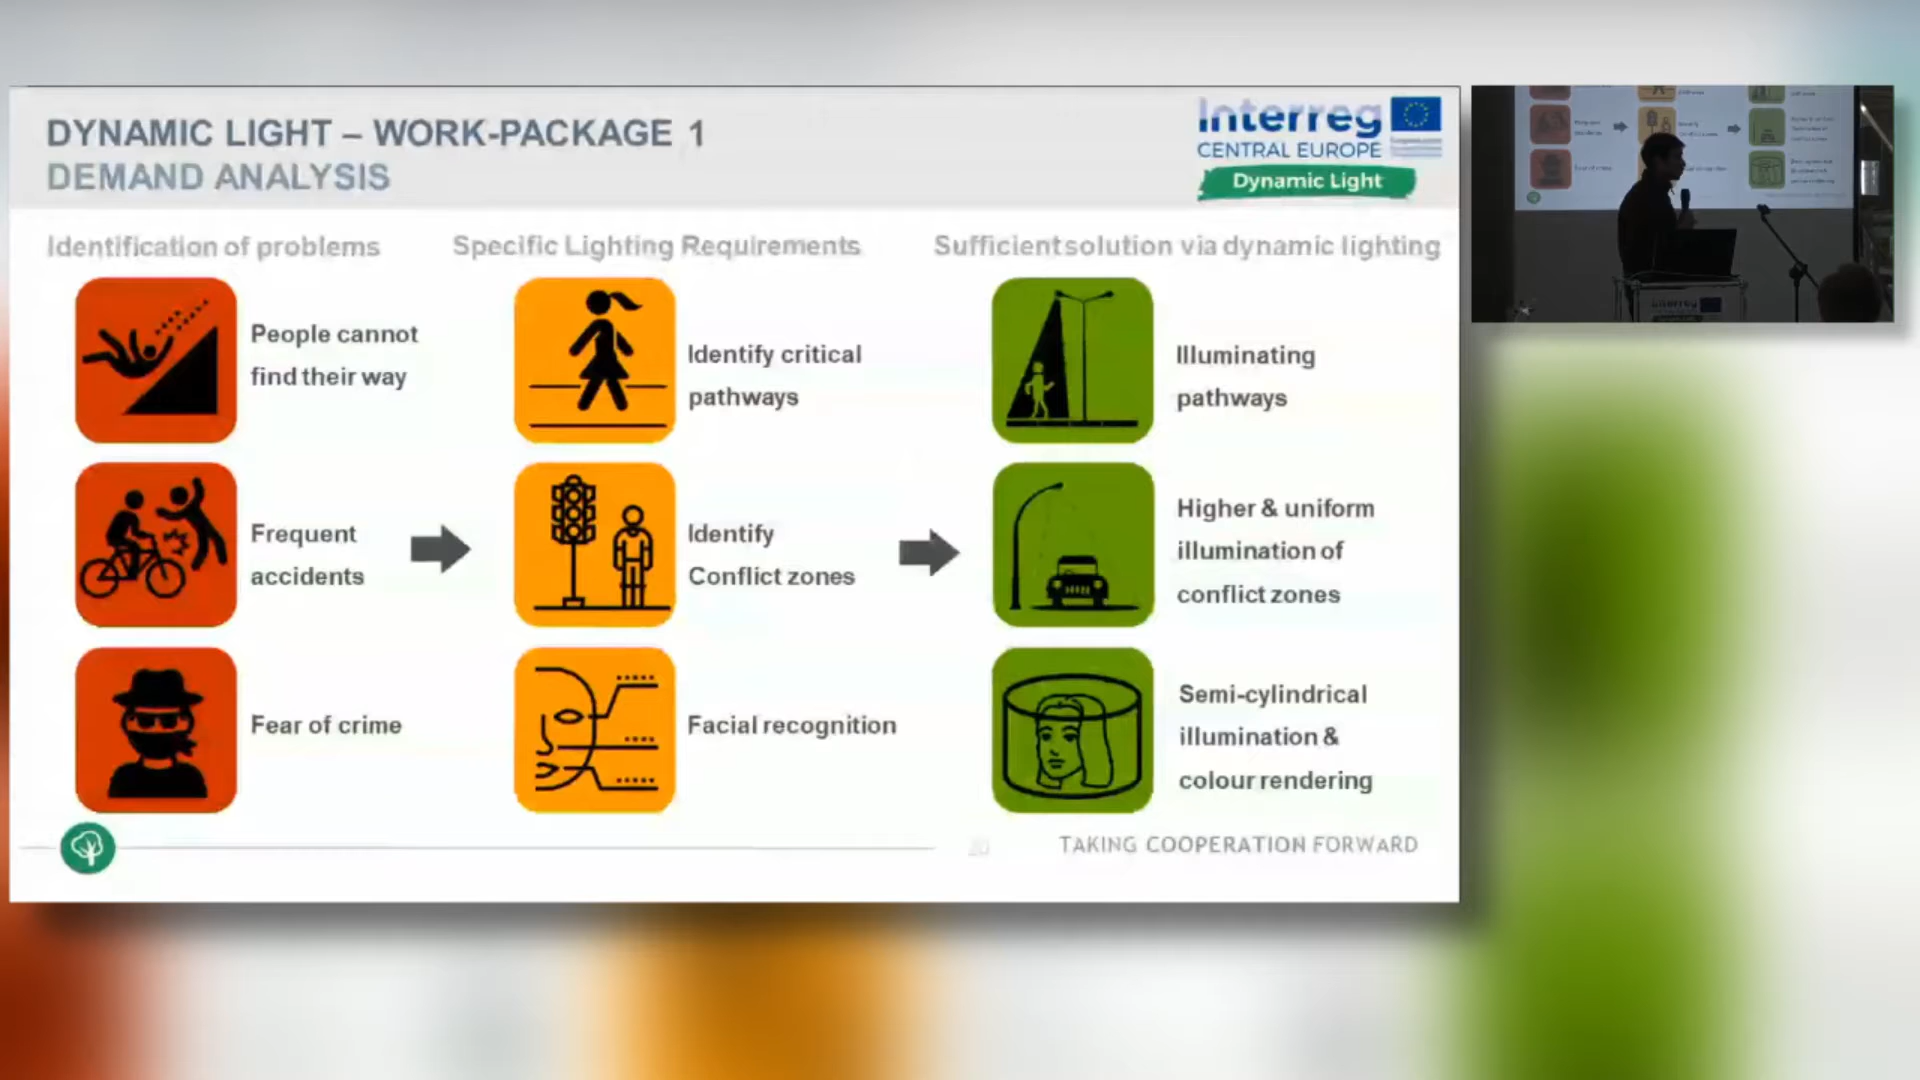 DYNAMIC LIGHT – WORK-PACKAGE 1
DEMAND ANALYSIS
Interreg
CENTRAL EUROPE
Dynamic Light
Identification of problems
Specific Lighting Requirements
Sufficient solution via dynamic lighting
People cannot
find their way
Identify critical
pathways
Illuminating
pathways
Frequent
accidents
Identify
Conflict zones
Higher & uniform
illumination of
conflict zones
Fear of crime
Facial recognition
Semi-cylindrical
illumination &
colour rendering
20
TAKING COOPERATION FORWARD